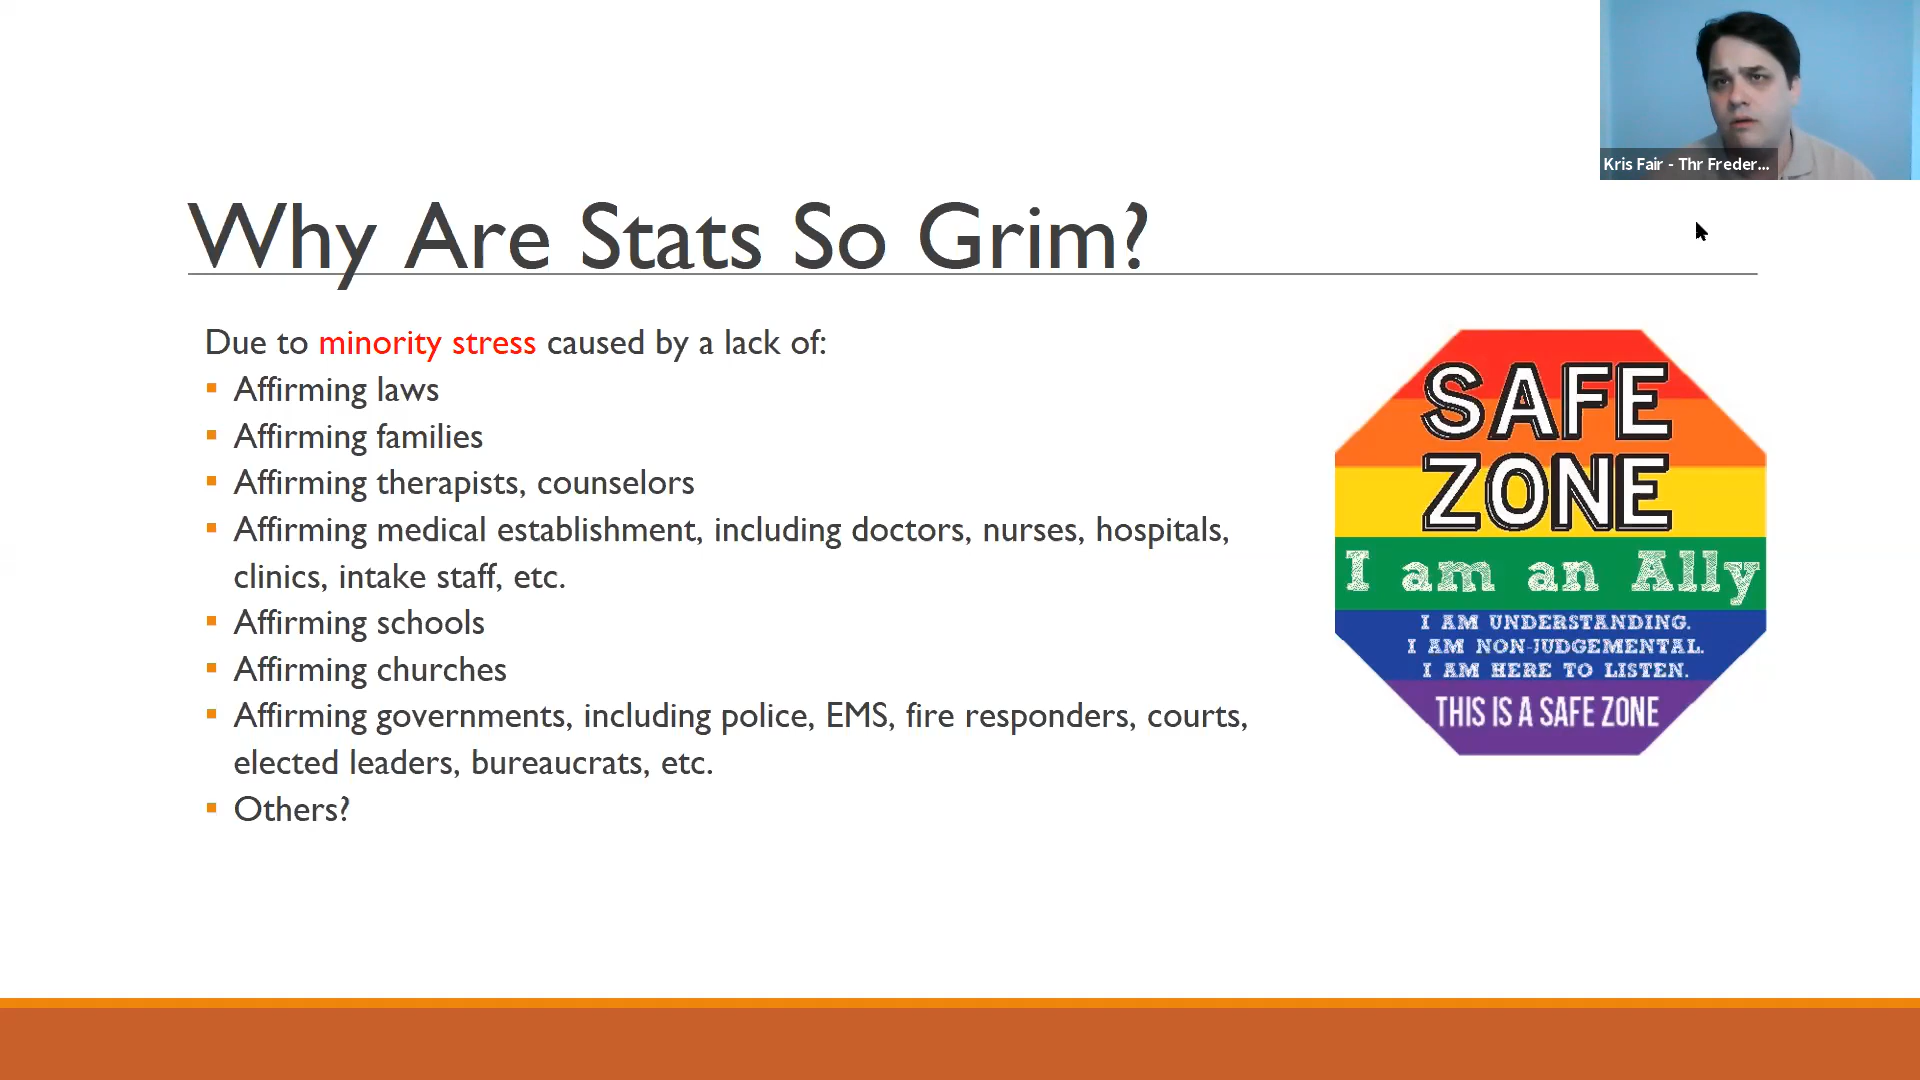 Kris Fair - Thr Freder...
Why Are Stats So Grim?
Due to minority stress caused by a lack of:
▪ Affirming laws
▪ Affirming families
▪ Affirming therapists, counselors
▪ Affirming medical establishment, including doctors, nurses, hospitals,
clinics, intake staff, etc.
▪ Affirming schools
▪ Affirming churches
▪ Affirming governments, including police, EMS, fire responders, courts,
elected leaders, bureaucrats, etc.
▪ Others?
SAFE
ZONE
I am an Ally
I AM UNDERSTANDING.
I AM NON-JUDGEMENTAL.
I AM HERE TO LISTEN.
THIS IS A SAFE ZONE